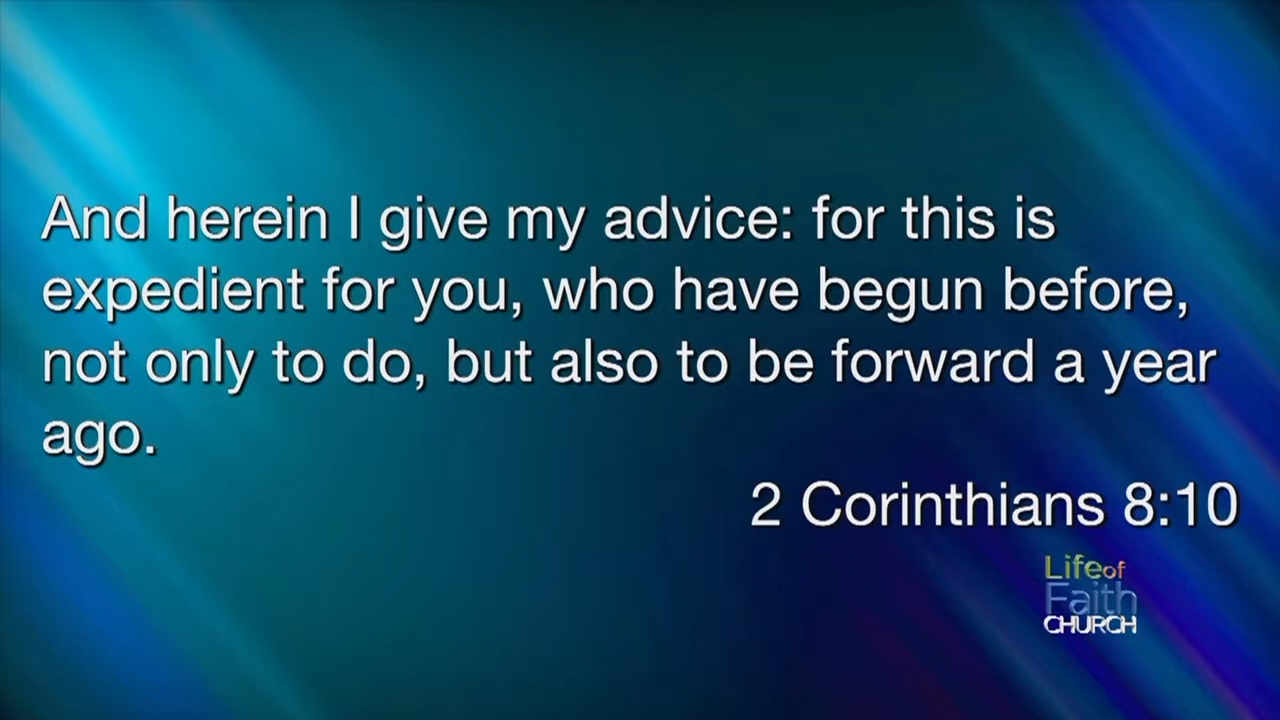 And herein I give my advice: for this is
expedient for you, who have begun before,
not only to do, but also to be forward a year
ago.
2 Corinthians 8:10
Life of
Faith
CHURCH